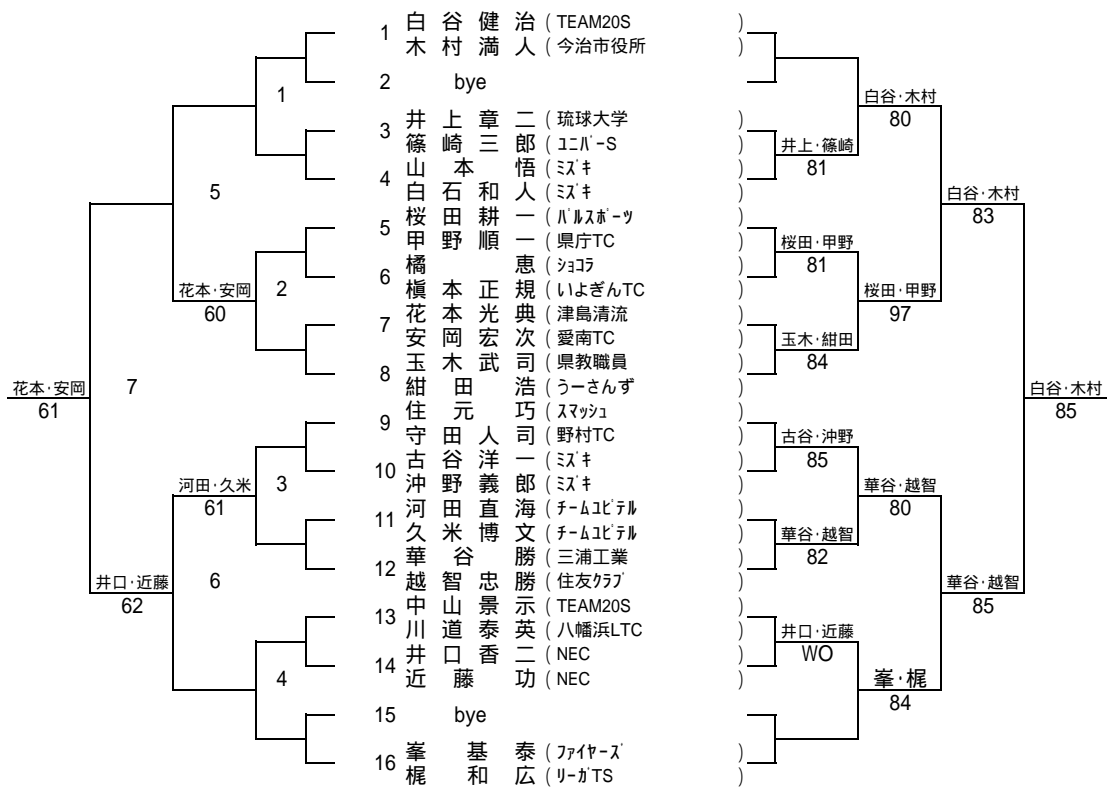 1 白谷健治 ( TEAM20S )
木村満人 ( 今治市役所 )
2 bye
3 井上章二 ( 琉球大学 )
篠崎三郎 ( ﾕﾆﾊﾞｰS )
4 山本悟 ( ﾐｽﾞｷ )
白石和人 ( ﾐｽﾞｷ )
5 桜田耕一 ( ﾊﾟﾙｽﾎﾟｰﾂ )
甲野順一 ( 県庁TC )
6 橘恵 ( ｼｮｺﾗ )
槇本正規 ( いよぎんTC )
7 花本光典 ( 津島清流 )
安岡宏次 ( 愛南TC )
8 玉木武司 ( 県教職員 )
紺田浩 ( うーさんず )
9 住元巧 ( ｽﾏｯｼｭ )
守田人司 ( 野村TC )
10 古谷洋一 ( ﾐｽﾞｷ )
沖野義郎 ( ﾐｽﾞｷ )
11 河田直海 ( ﾁｰﾑﾕﾋﾟﾃﾙ )
久米博文 ( ﾁｰﾑﾕﾋﾟﾃﾙ )
12 華谷勝 ( 三浦工業 )
越智忠勝 ( 住友ｸﾗﾌﾞ )
13 中山景示 ( TEAM20S )
川道泰英 ( 八幡浜LTC )
14 井口香二 ( NEC )
近藤功 ( NEC )
15 bye
16 峯基泰 ( ﾌｧｲﾔｰｽﾞ )
梶和広 ( ﾘｰｶﾞTS )
1
5
2
花本･安岡
60
7
花本･安岡
61
3
河田･久米
61
6
井口･近藤
62
4
白谷･木村
80
井上･篠崎
81
白谷･木村
83
桜田･甲野
81
桜田･甲野
97
玉木･紺田
84
白谷･木村
85
古谷･沖野
85
華谷･越智
80
華谷･越智
82
華谷･越智
85
井口･近藤
WO
峯･梶
84